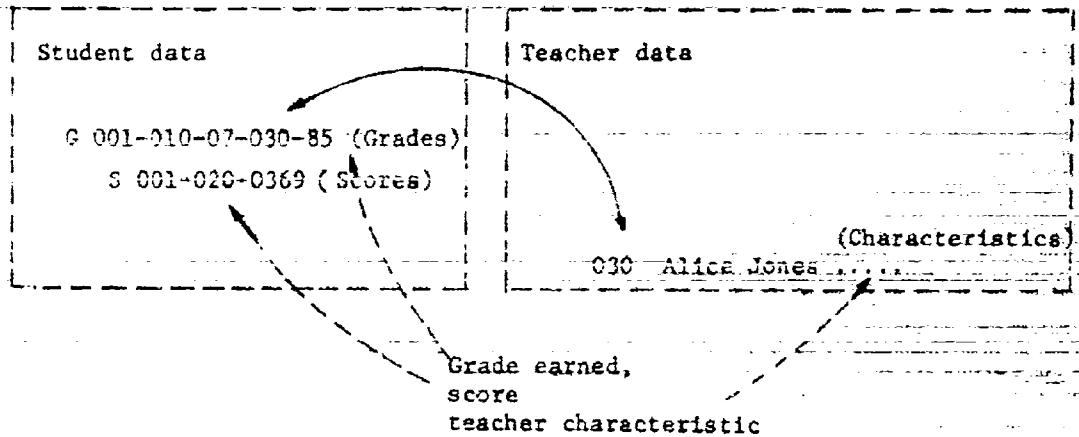 Student data
G 001-010-07-030-85 (Grades)
S 001-020-0369 (Scores)
Teacher data
(Characteristics)
030 Alica Jones .....
Grade earned,
score
teacher characteristic